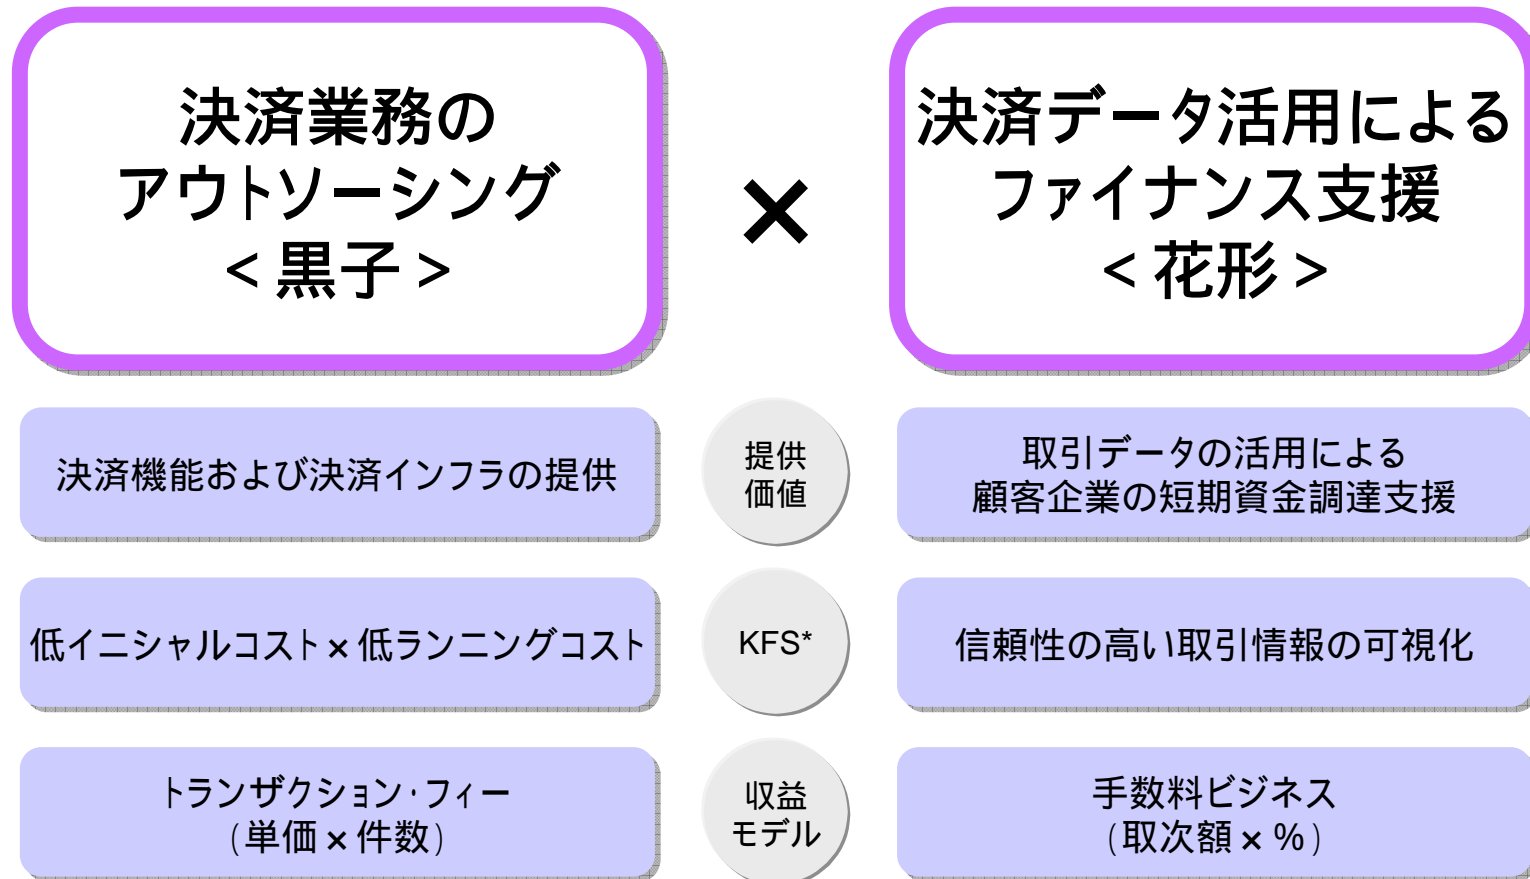 決済業務の
アウトソーシング
<黒子>
×
決済データ活用による
ファイナンス支援
<花形>
決済機能および決済インフラの提供
提供
価値
取引データの活用による
顧客企業の短期資金調達支援
低イニシャルコスト×低ランニングコスト
KFS*
信頼性の高い取引情報の可視化
トランザクション・フィー
(単価×件数)
収益
モデル
手数料ビジネス
(取次額×%)